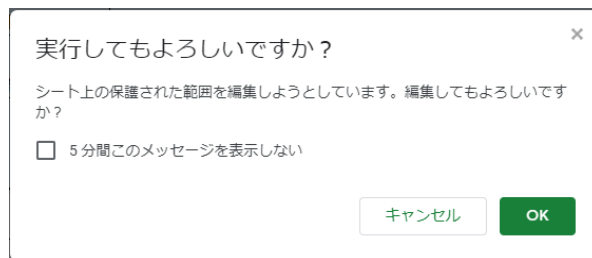 実行してもよろしいですか？
シート上の保護された範囲を編集しようとしています。編集してもよろしいです
か？
5 分間このメッセージを表示しない
キャンセル
OK